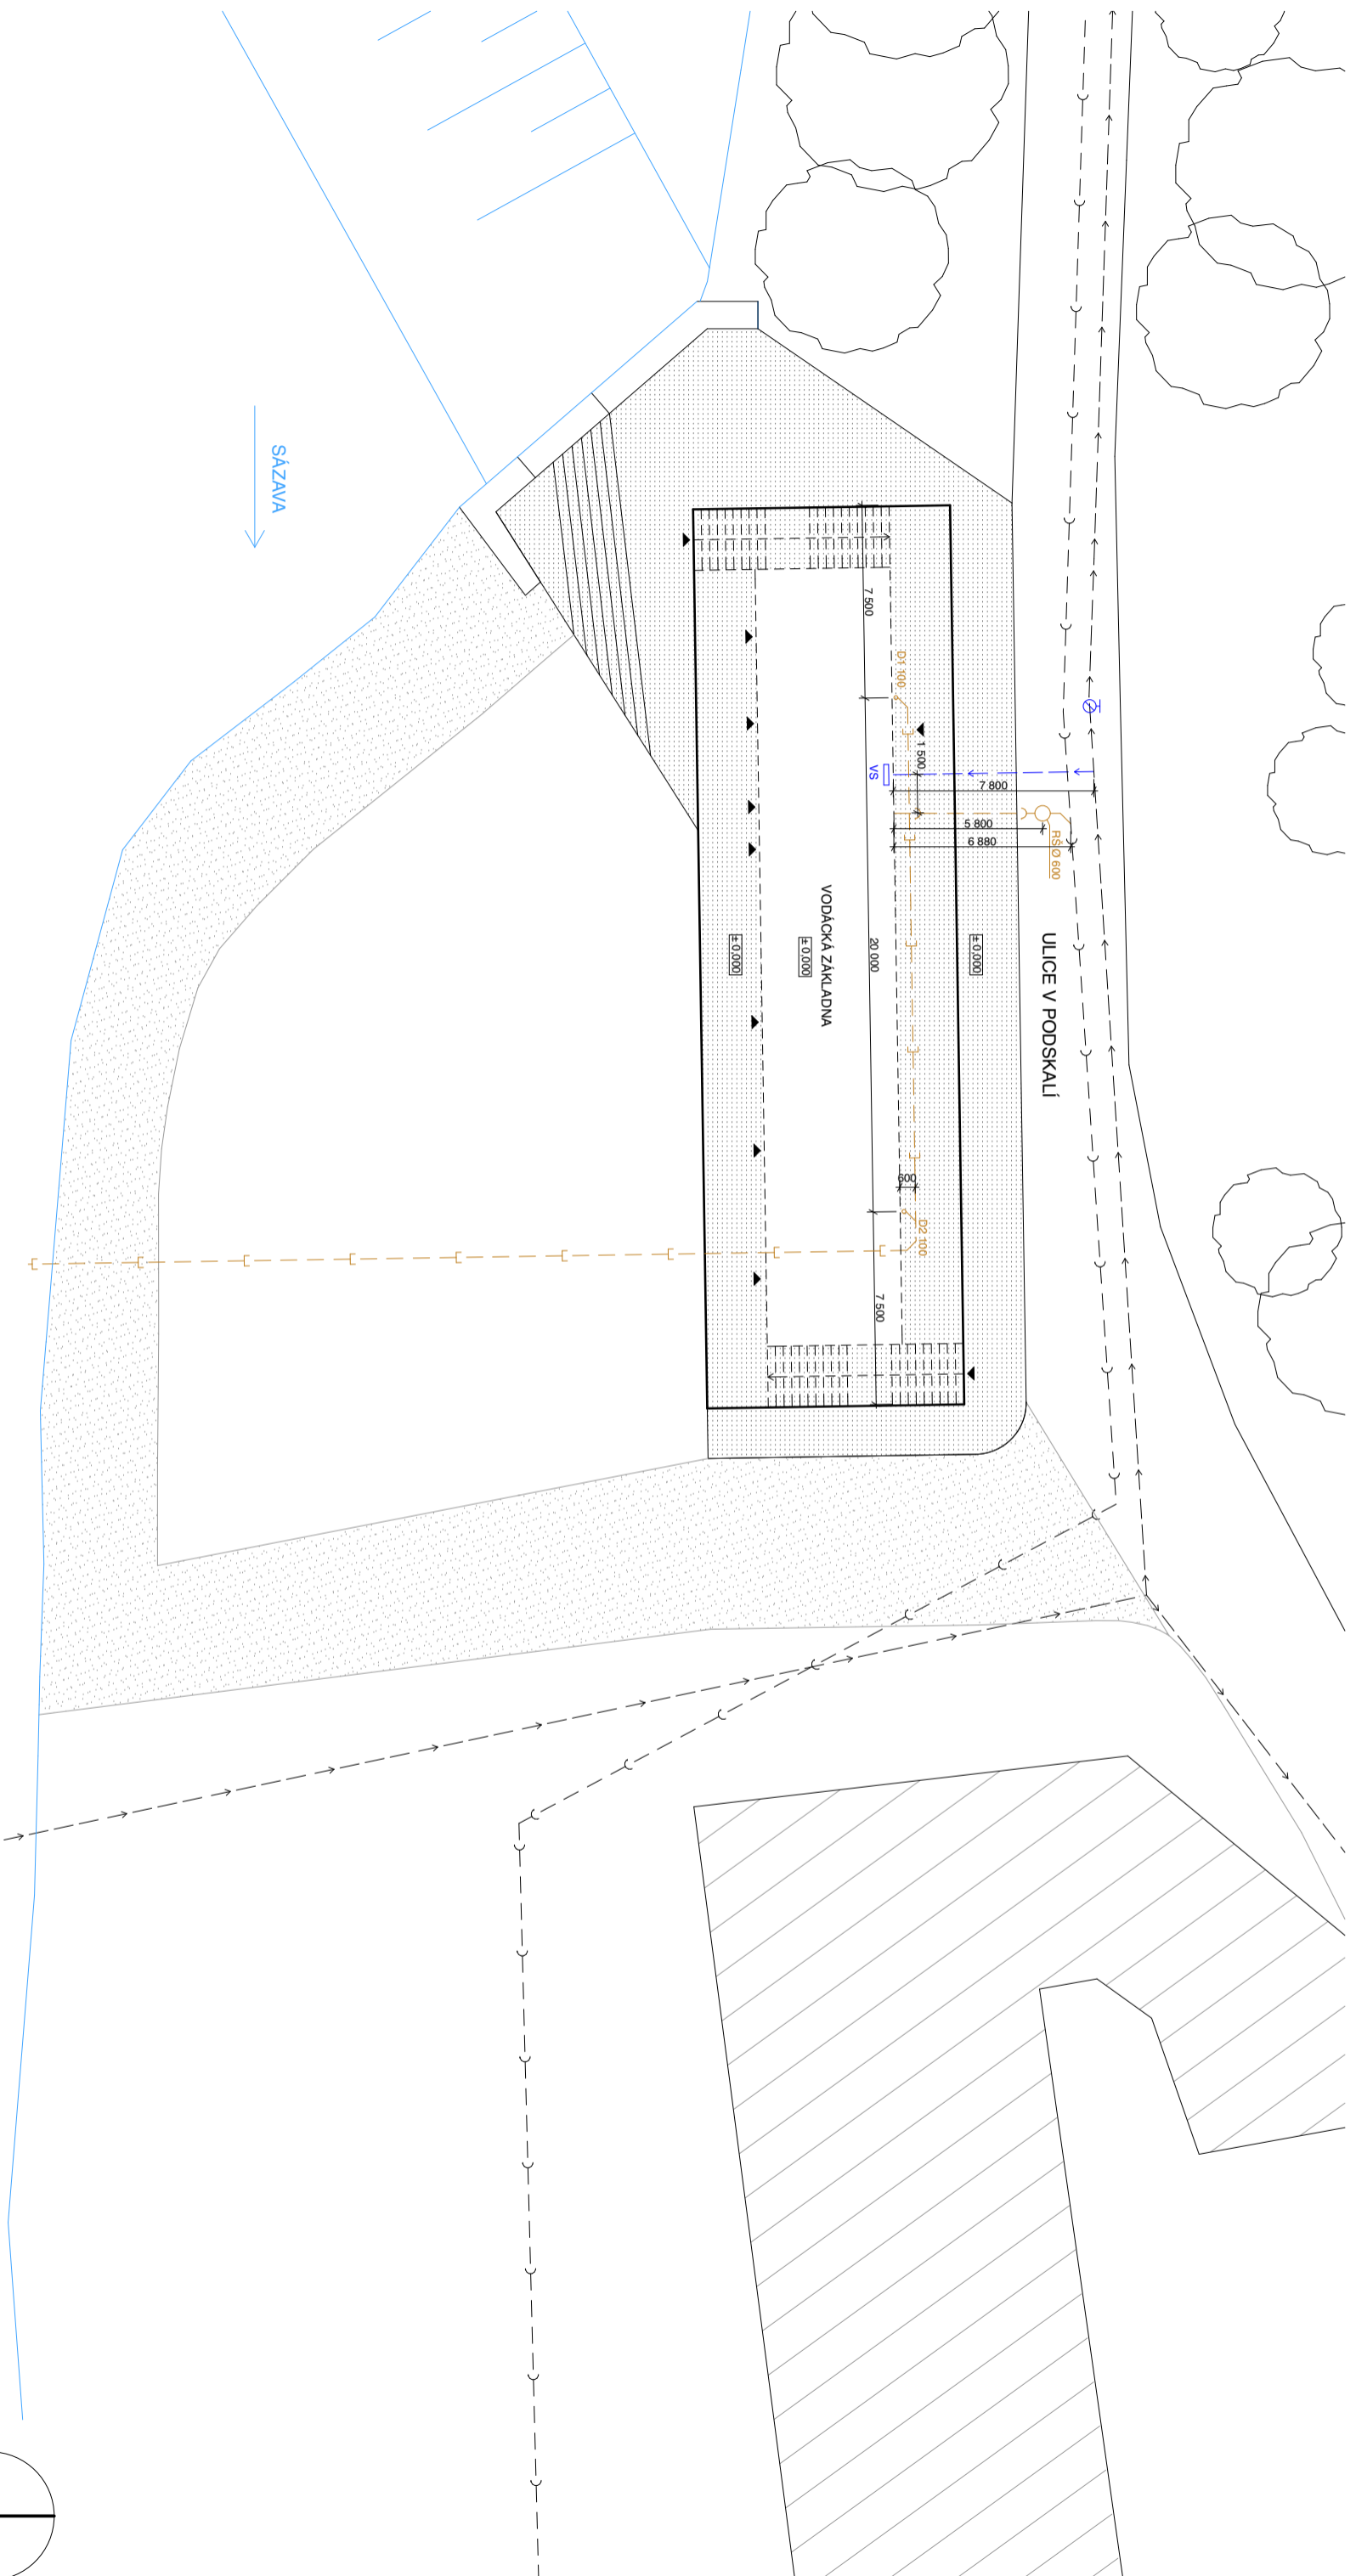 SÁZAVA
7 500
D1 100
1 500
VS
7 800
5 800
6 880
RŠ Ø 600
VODÁCKÁ ZÁKLADNA
± 0,000
± 0,000
± 0,000
20 000
ULICE V PODSKALÍ
600
D2 100
7 500